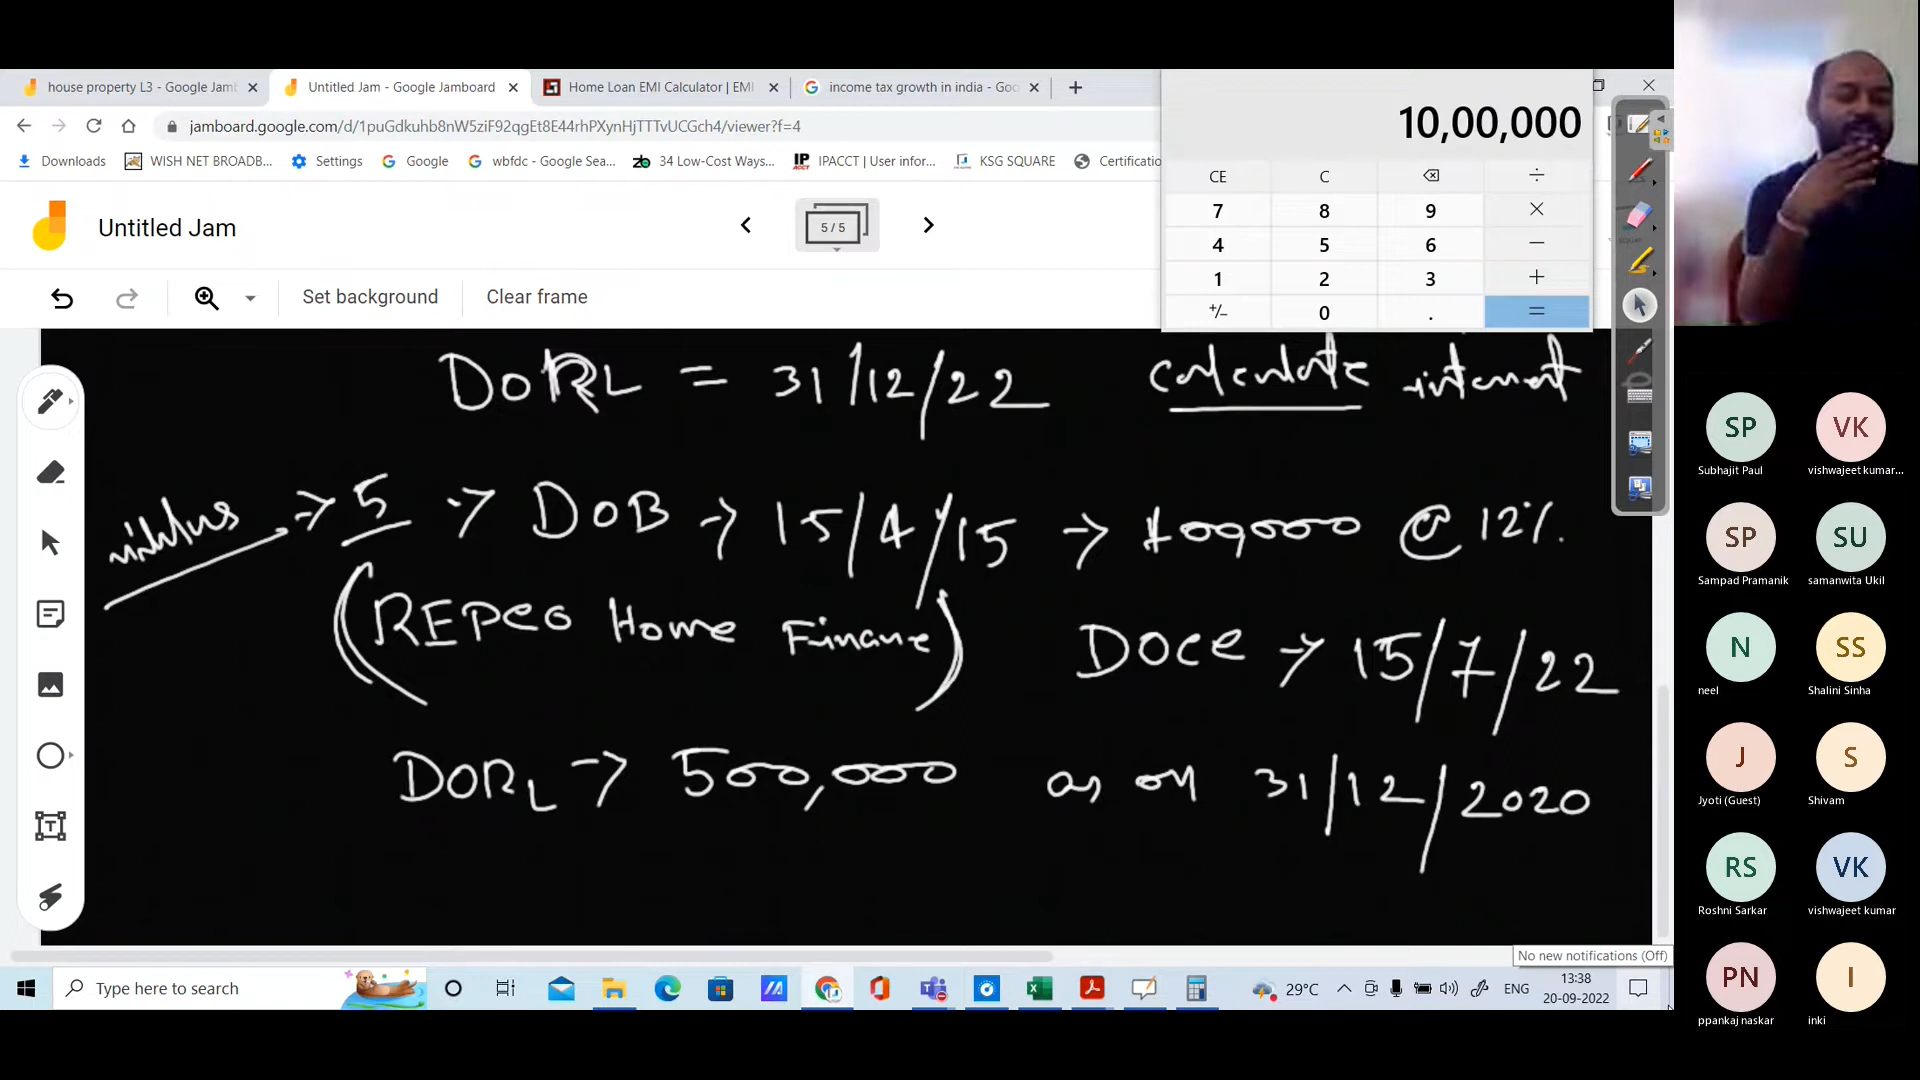 house property L3 - Google Jamb
Untitled Jam - Google Jamboard
Home Loan EMI Calculator | EMI
income tax growth in india - Goo
jamboard.google.com/d/1puGdkuhb8nW5ziF92qgEt8E44rhPXynHjTTTvUCGch4/viewer?f=4
Downloads
WISH NET BROADB...
Settings
Google
wbfdc - Google Sea...
34 Low-Cost Ways...
IPACCT | User infor...
KSG SQUARE
Certificatio
Untitled Jam
5 / 5
Set background
Clear frame
10,00,000
CE C ÷
7 8 9 ×
4 5 6 −
1 2 3 +
+/− 0 . =
DORL = 31/12/22 calculate interest
→ 5 → DOB → 15/4/15 → @ 12%.
(REPCO Home Finance) DOCE → 15/7/22
DORL → 500,000 as on 31/12/2020
No new notifications (Off)
Type here to search
29°C
ENG
13:38
20-09-2022
SP
Subhajit Paul
VK
vishwajeet kumar...
SP
Sampad Pramanik
SU
samanwita Ukil
N
neel
SS
Shalini Sinha
J
Jyoti (Guest)
S
Shivam
RS
Roshni Sarkar
VK
vishwajeet kumar
PN
ppankaj naskar
I
inki